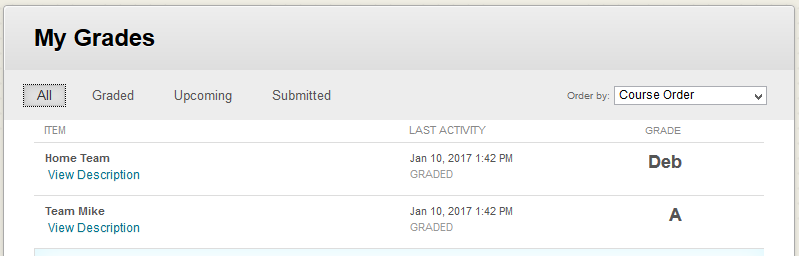 My Grades
All Graded Upcoming Submitted Order by: Course Order
ITEM LAST ACTIVITY GRADE
Home Team Jan 10, 2017 1:42 PM Deb
View Description GRADED
Team Mike Jan 10, 2017 1:42 PM A
View Description GRADED